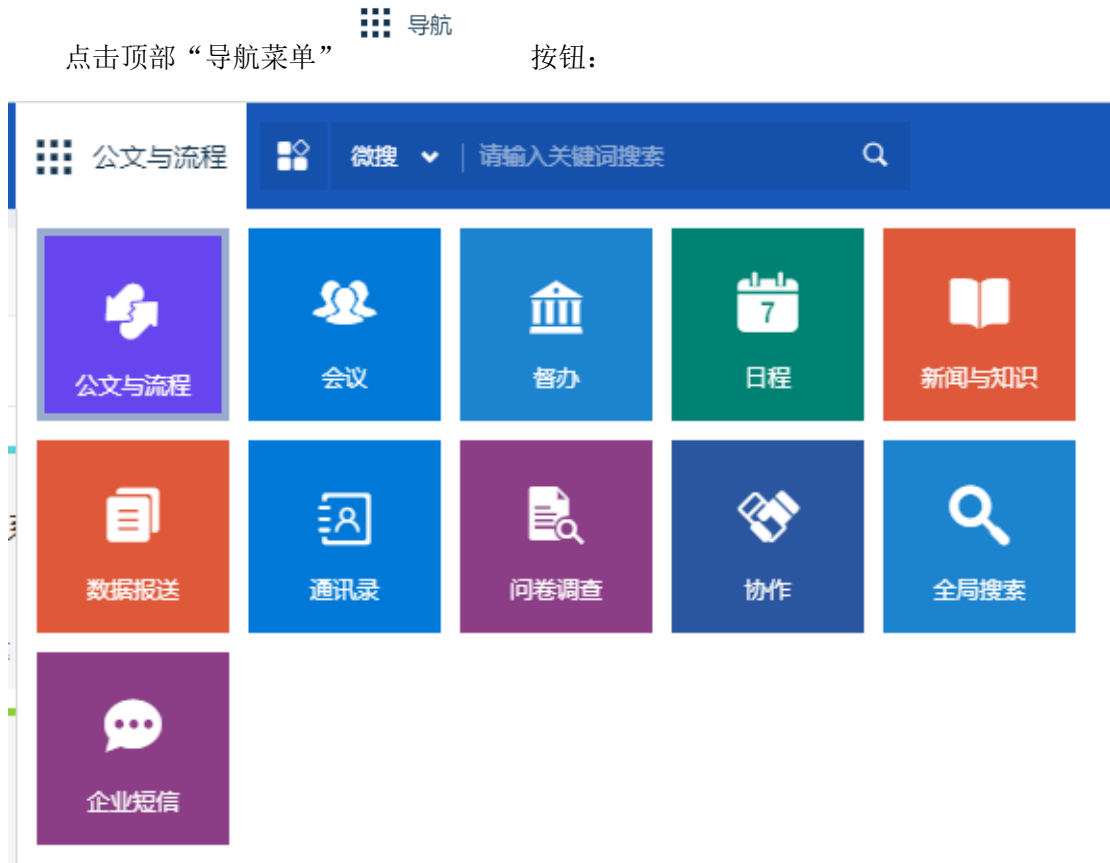 导航
点击顶部“导航菜单” 按钮：
公文与流程 微搜 请输入关键词搜索
公文与流程 会议 督办 7 日程 新闻与知识
数据报送 通讯录 问卷调查 协作 全局搜索
企业短信